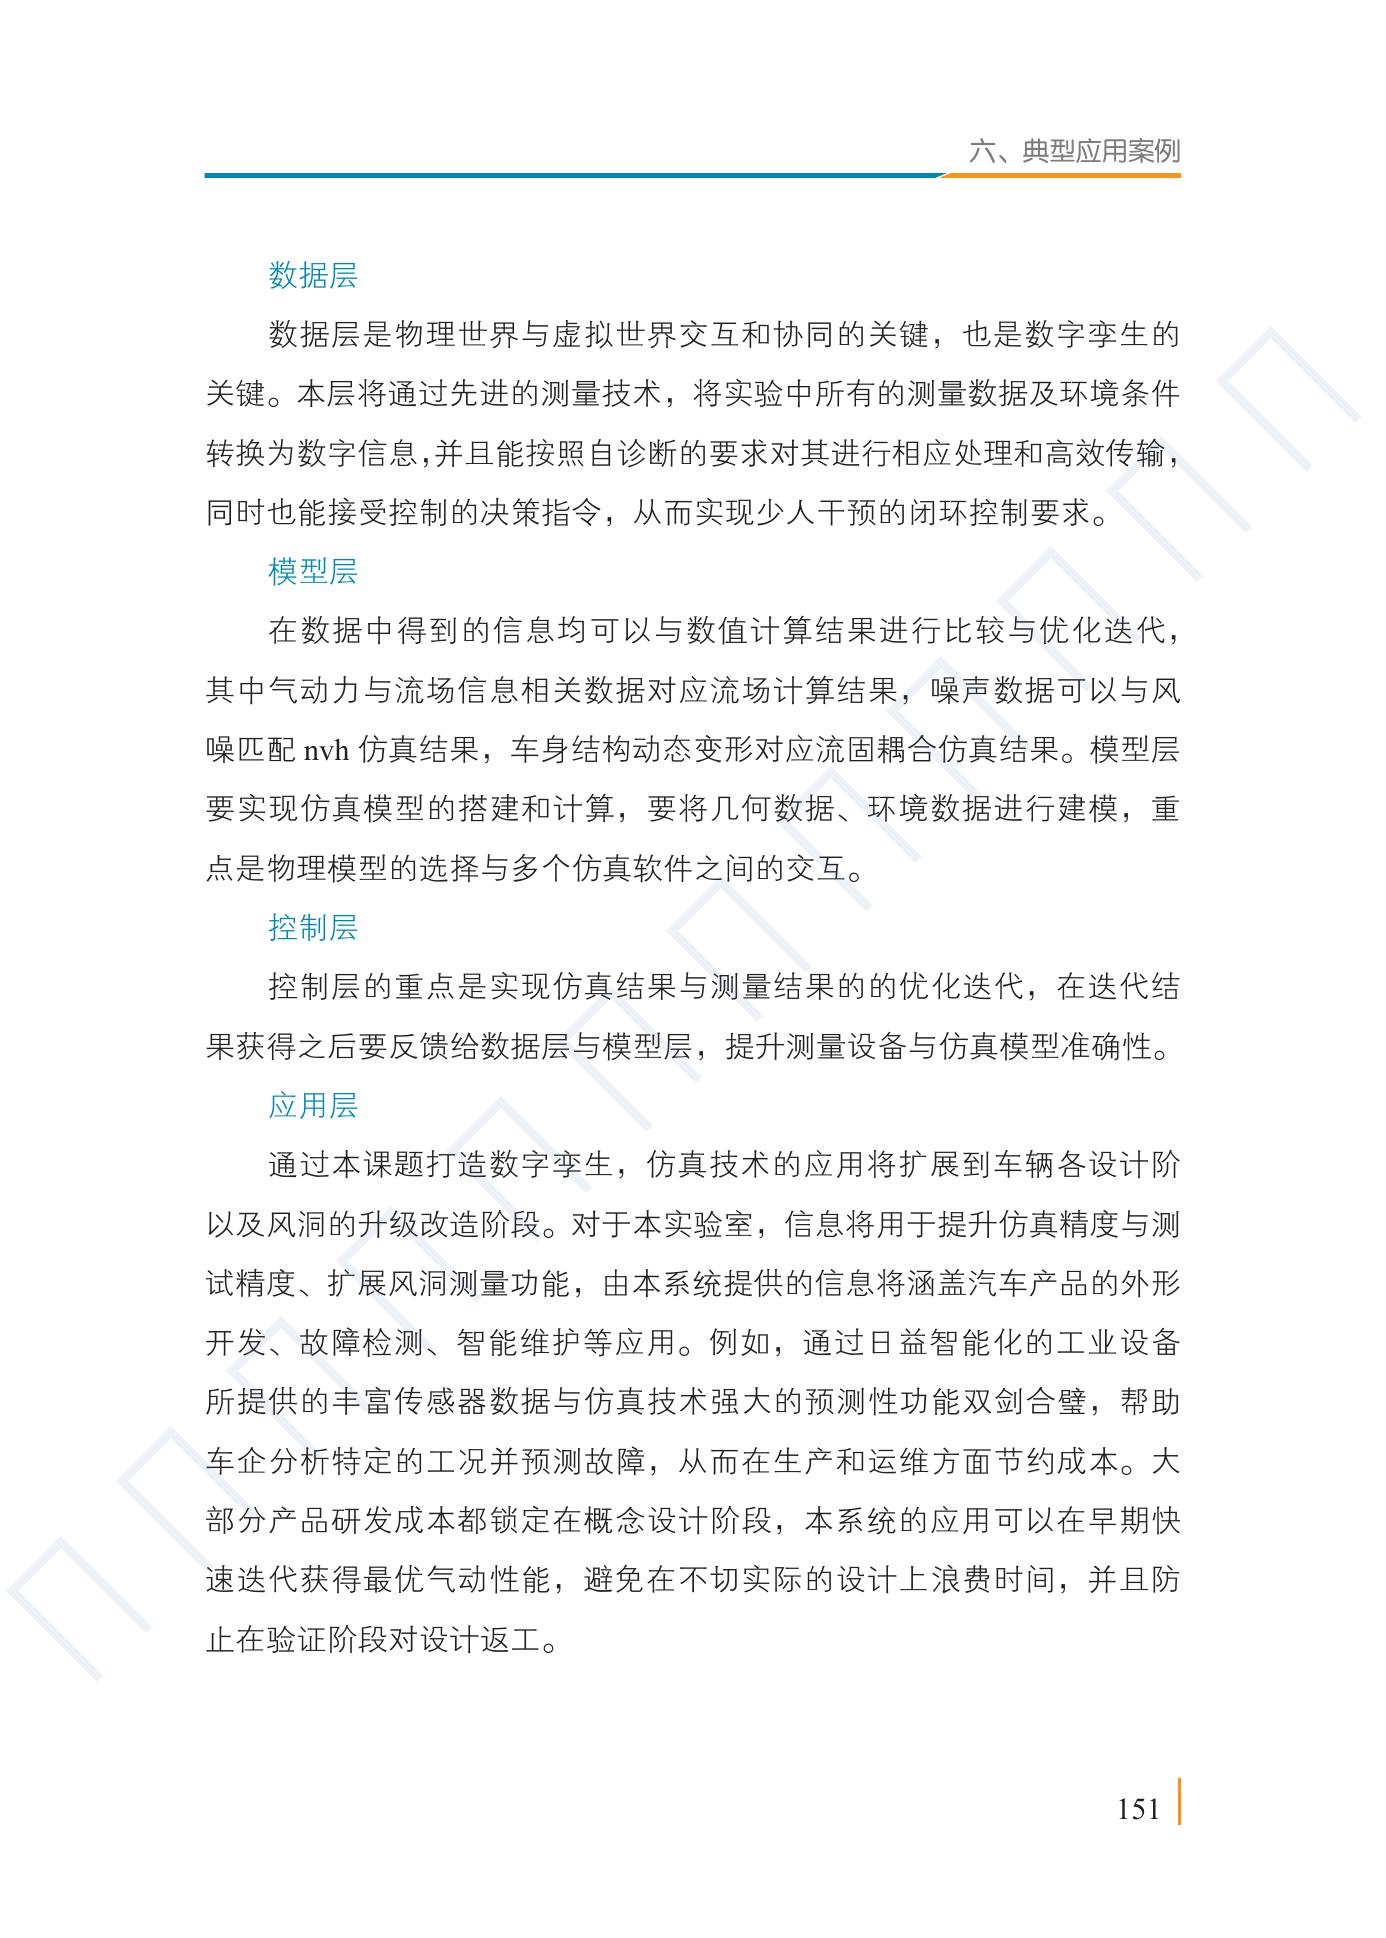 六、典型应用案例
数据层
数据层是物理世界与虚拟世界交互和协同的关键，也是数字孪生的
关键。本层将通过先进的测量技术，将实验中所有的测量数据及环境条件
转换为数字信息，并且能按照自诊断的要求对其进行相应处理和高效传输，
同时也能接受控制的决策指令，从而实现少人干预的闭环控制要求。
模型层
在数据中得到的信息均可以与数值计算结果进行比较与优化迭代，
其中气动力与流场信息相关数据对应流场计算结果，噪声数据可以与风
噪匹配 nvh 仿真结果，车身结构动态变形对应流固耦合仿真结果。模型层
要实现仿真模型的搭建和计算，要将几何数据、环境数据进行建模，重
点是物理模型的选择与多个仿真软件之间的交互。
控制层
控制层的重点是实现仿真结果与测量结果的的优化迭代，在迭代结
果获得之后要反馈给数据层与模型层，提升测量设备与仿真模型准确性。
应用层
通过本课题打造数字孪生，仿真技术的应用将扩展到车辆各设计阶
以及风洞的升级改造阶段。对于本实验室，信息将用于提升仿真精度与测
试精度、扩展风洞测量功能，由本系统提供的信息将涵盖汽车产品的外形
开发、故障检测、智能维护等应用。例如，通过日益智能化的工业设备
所提供的丰富传感器数据与仿真技术强大的预测性功能双剑合璧，帮助
车企分析特定的工况并预测故障，从而在生产和运维方面节约成本。大
部分产品研发成本都锁定在概念设计阶段，本系统的应用可以在早期快
速迭代获得最优气动性能，避免在不切实际的设计上浪费时间，并且防
止在验证阶段对设计返工。
151